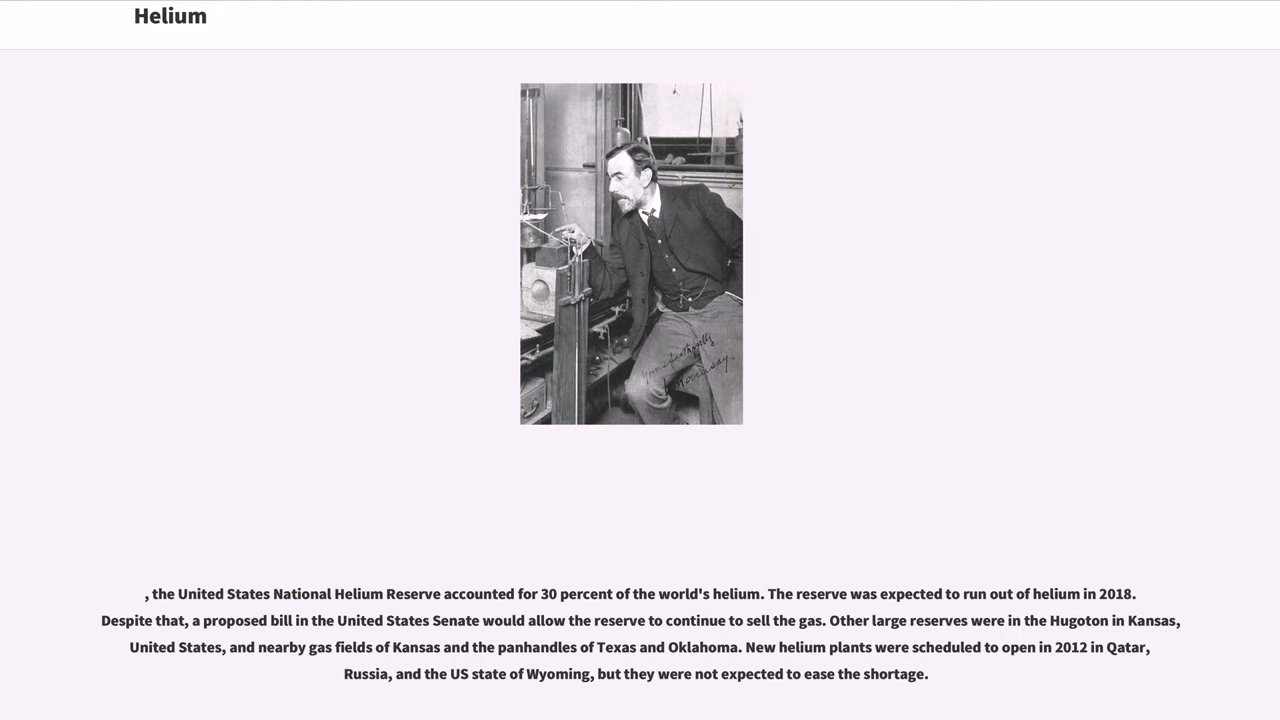 Helium
Yours faithfully
W Ramsay.
, the United States National Helium Reserve accounted for 30 percent of the world's helium. The reserve was expected to run out of helium in 2018.
Despite that, a proposed bill in the United States Senate would allow the reserve to continue to sell the gas. Other large reserves were in the Hugoton in Kansas,
United States, and nearby gas fields of Kansas and the panhandles of Texas and Oklahoma. New helium plants were scheduled to open in 2012 in Qatar,
Russia, and the US state of Wyoming, but they were not expected to ease the shortage.